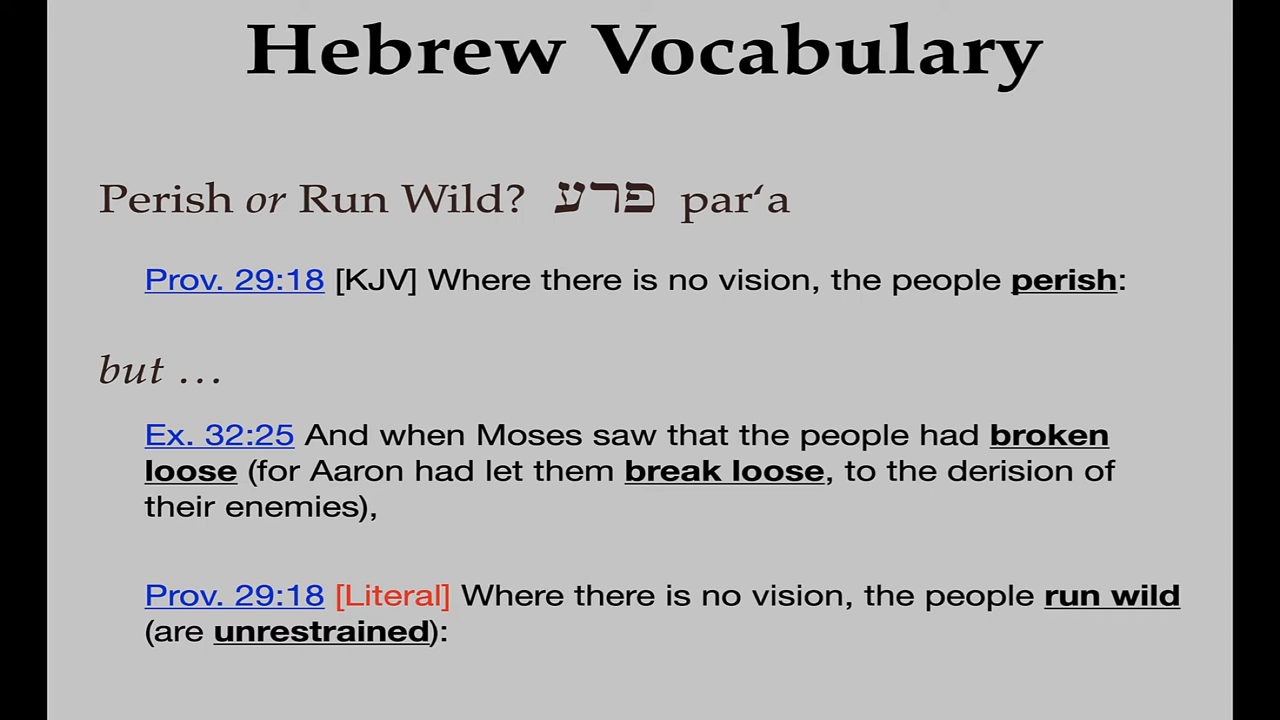 Hebrew Vocabulary
Perish or Run Wild? פרע par‘a
Prov. 29:18 [KJV] Where there is no vision, the people perish:
but …
Ex. 32:25 And when Moses saw that the people had broken
loose (for Aaron had let them break loose, to the derision of
their enemies),
Prov. 29:18 [Literal] Where there is no vision, the people run wild
(are unrestrained):